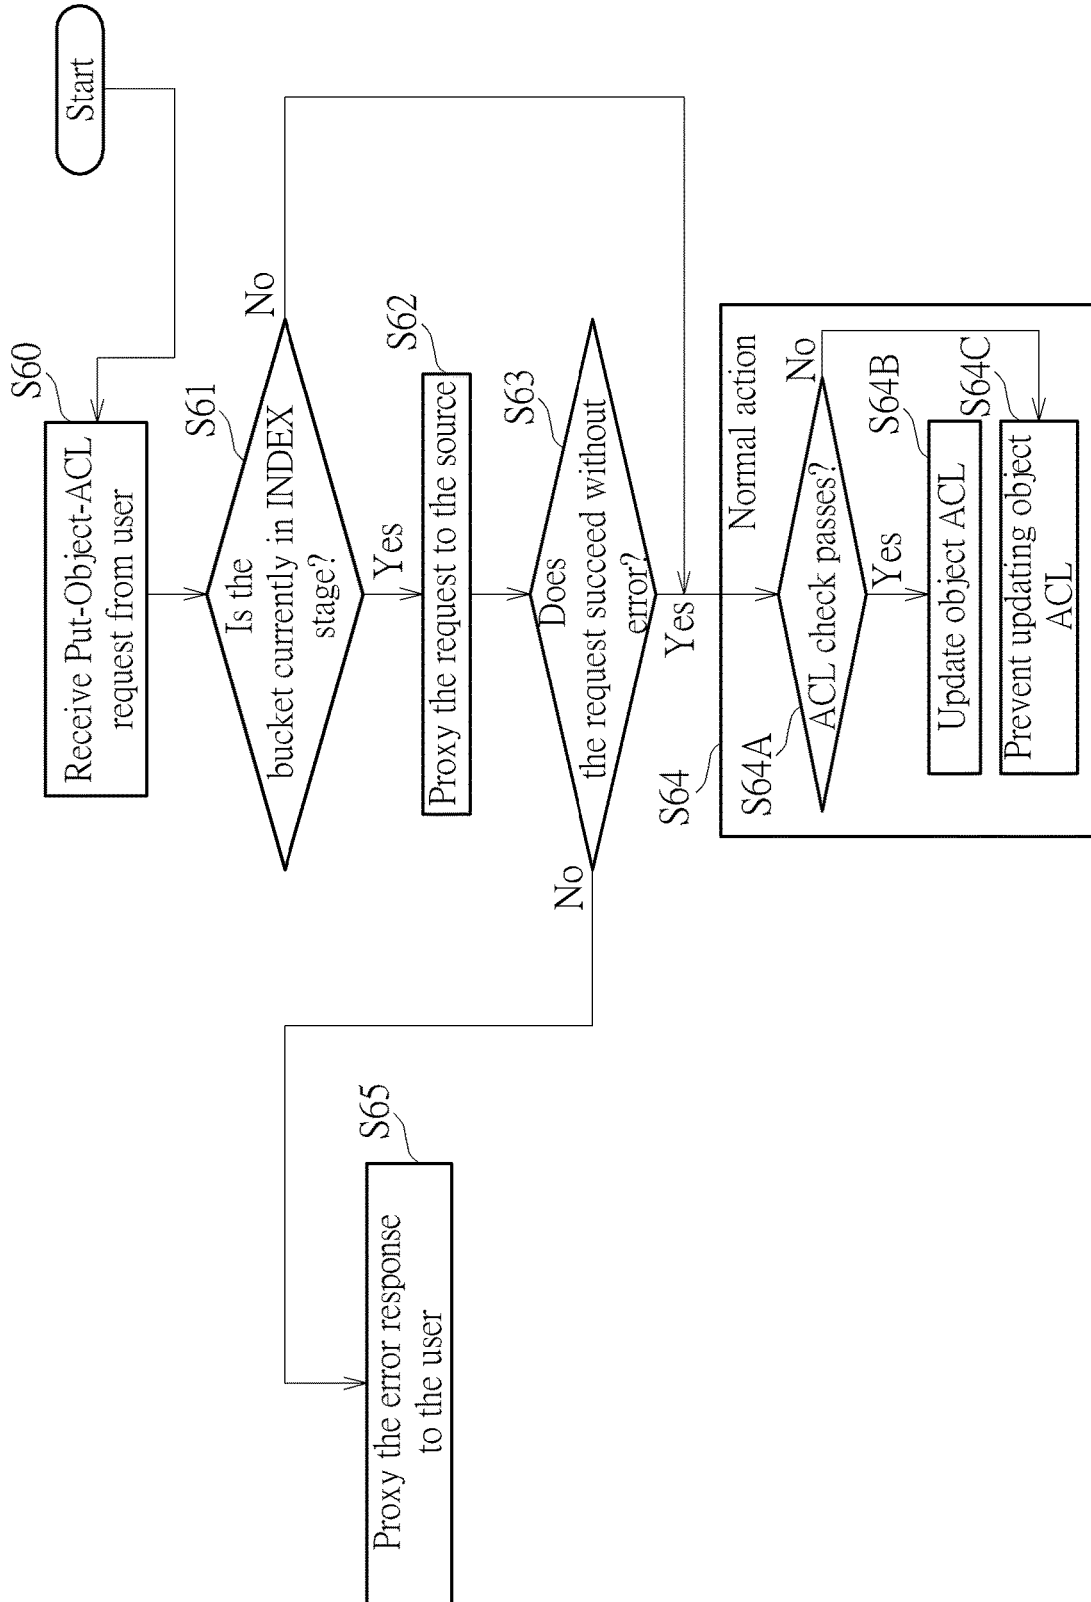 Start
S60
Receive Put-Object-ACL
request from user
S61
Is the
bucket currently in INDEX
stage?
No
Yes
S62
Proxy the request to the source
S63
Does
the request succeed without
error?
No
Yes
S65
Proxy the error response
to the user
S64
Normal action
S64A
ACL check passes?
No
Yes
S64B
Update object ACL
S64C
Prevent updating object
ACL